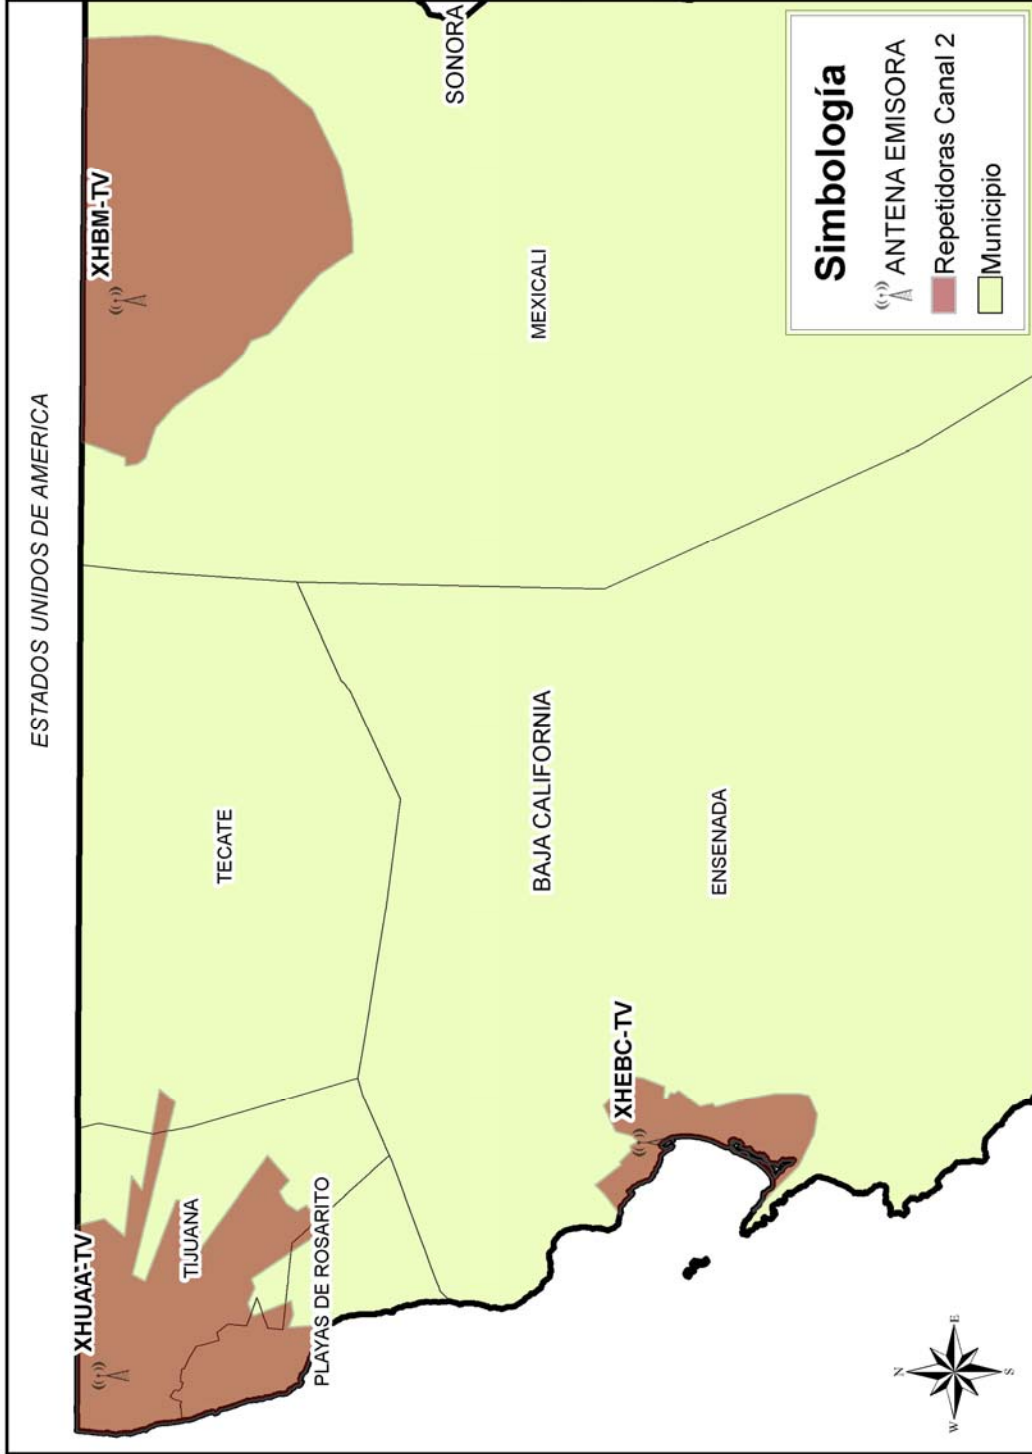 ESTADOS UNIDOS DE AMERICA
XHUAA-TV
XHBM-TV
TIJUANA
TECATE
PLAYAS DE ROSARITO
SONORA
MEXICALI
BAJA CALIFORNIA
XHEBC-TV
ENSENADA
Simbología
ANTENA EMISORA
Repetidoras Canal 2
Municipio
N
W
E
S